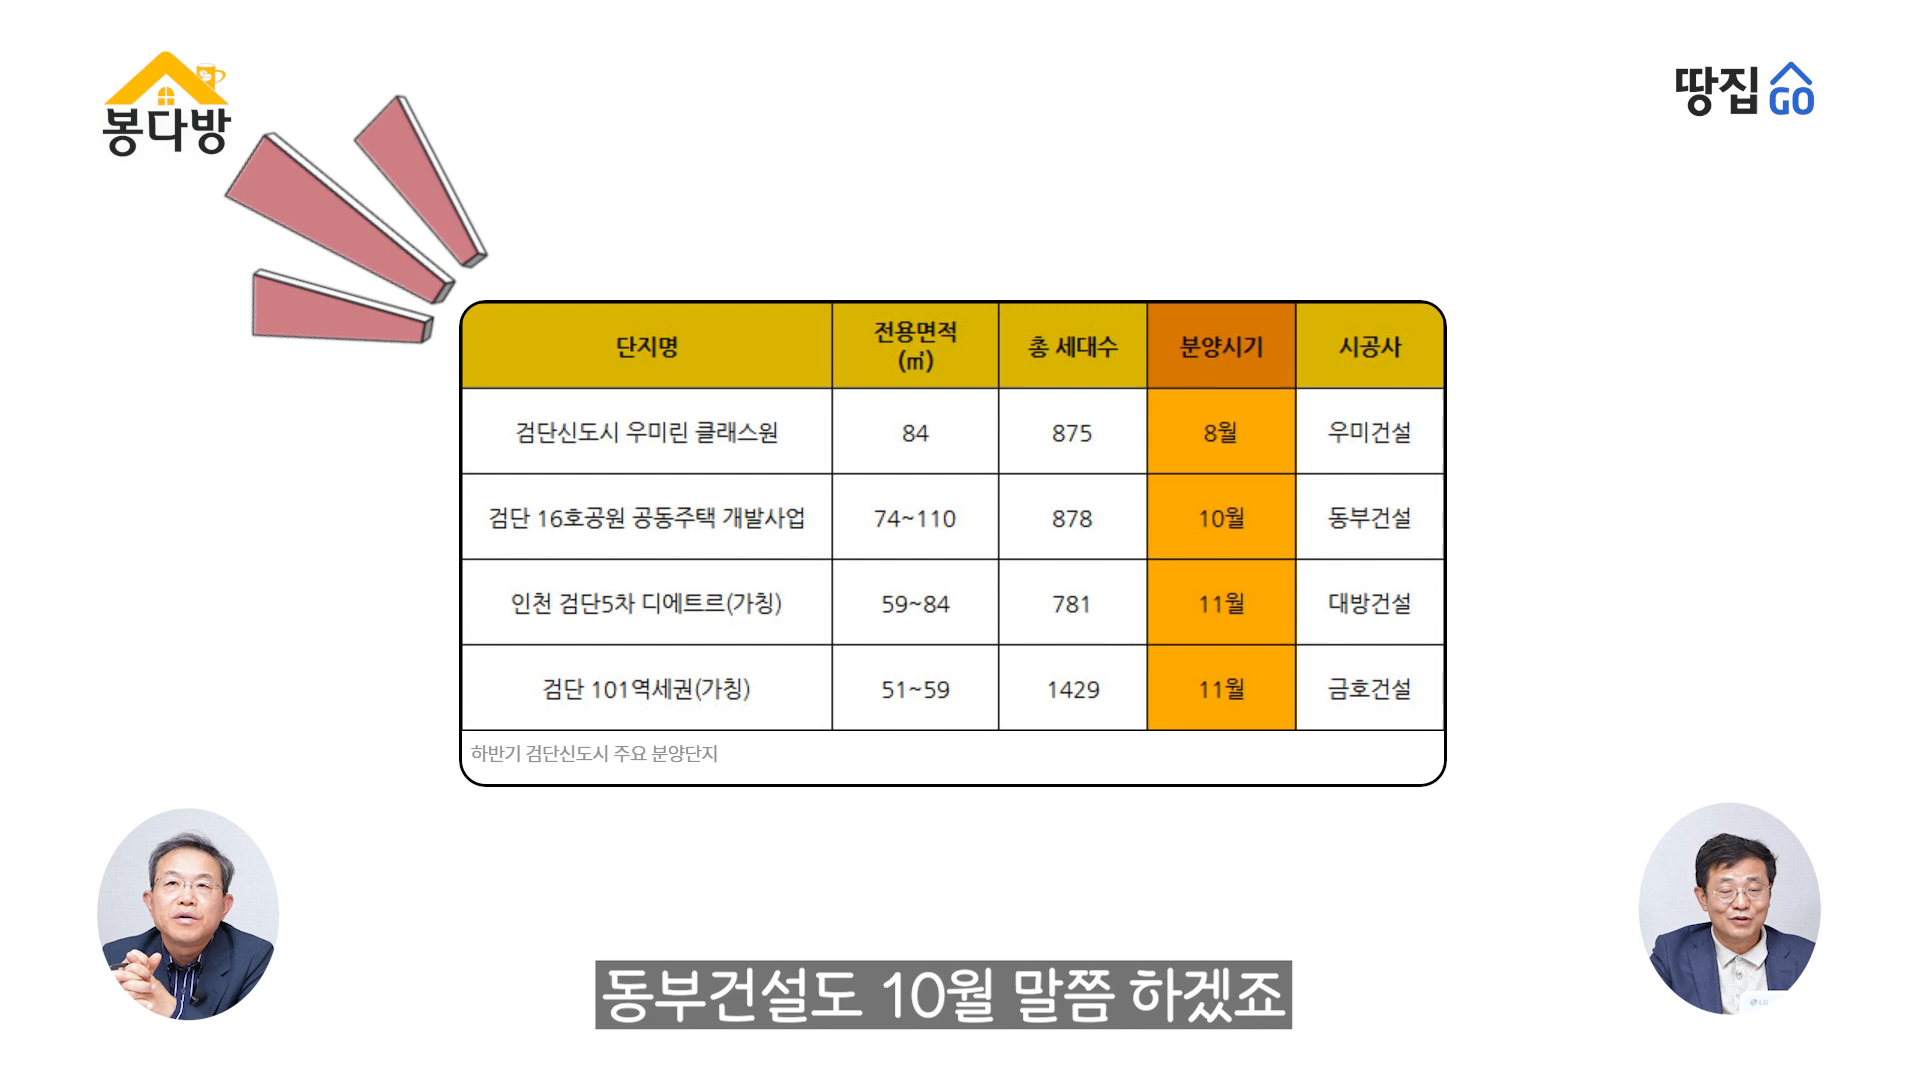 봉다방
땅집GO
단지명
전용면적
(㎡)
총 세대수
분양시기
시공사
검단신도시 우미린 클래스원
84
875
8월
우미건설
검단 16호공원 공동주택 개발사업
74~110
878
10월
동부건설
인천 검단5차 디에트르(가칭)
59~84
781
11월
대방건설
검단 101역세권(가칭)
51~59
1429
11월
금호건설
하반기 검단신도시 주요 분양단지
LG
동부건설도 10월 말쯤 하겠죠